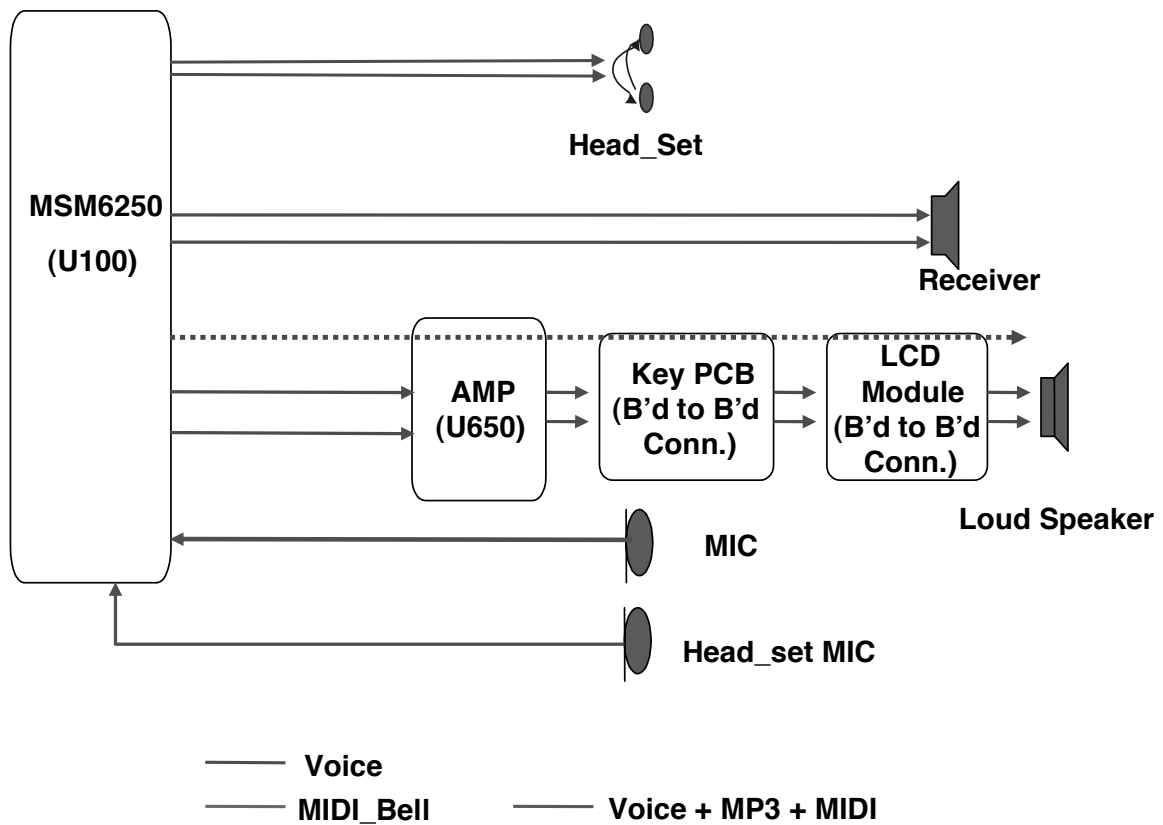 Head_Set
MSM6250
(U100)
Receiver
AMP
(U650)
Key PCB
(B’d to B’d
Conn.)
LCD
Module
(B’d to B’d
Conn.)
Loud Speaker
MIC
Head_set MIC
Voice
MIDI_Bell
Voice + MP3 + MIDI